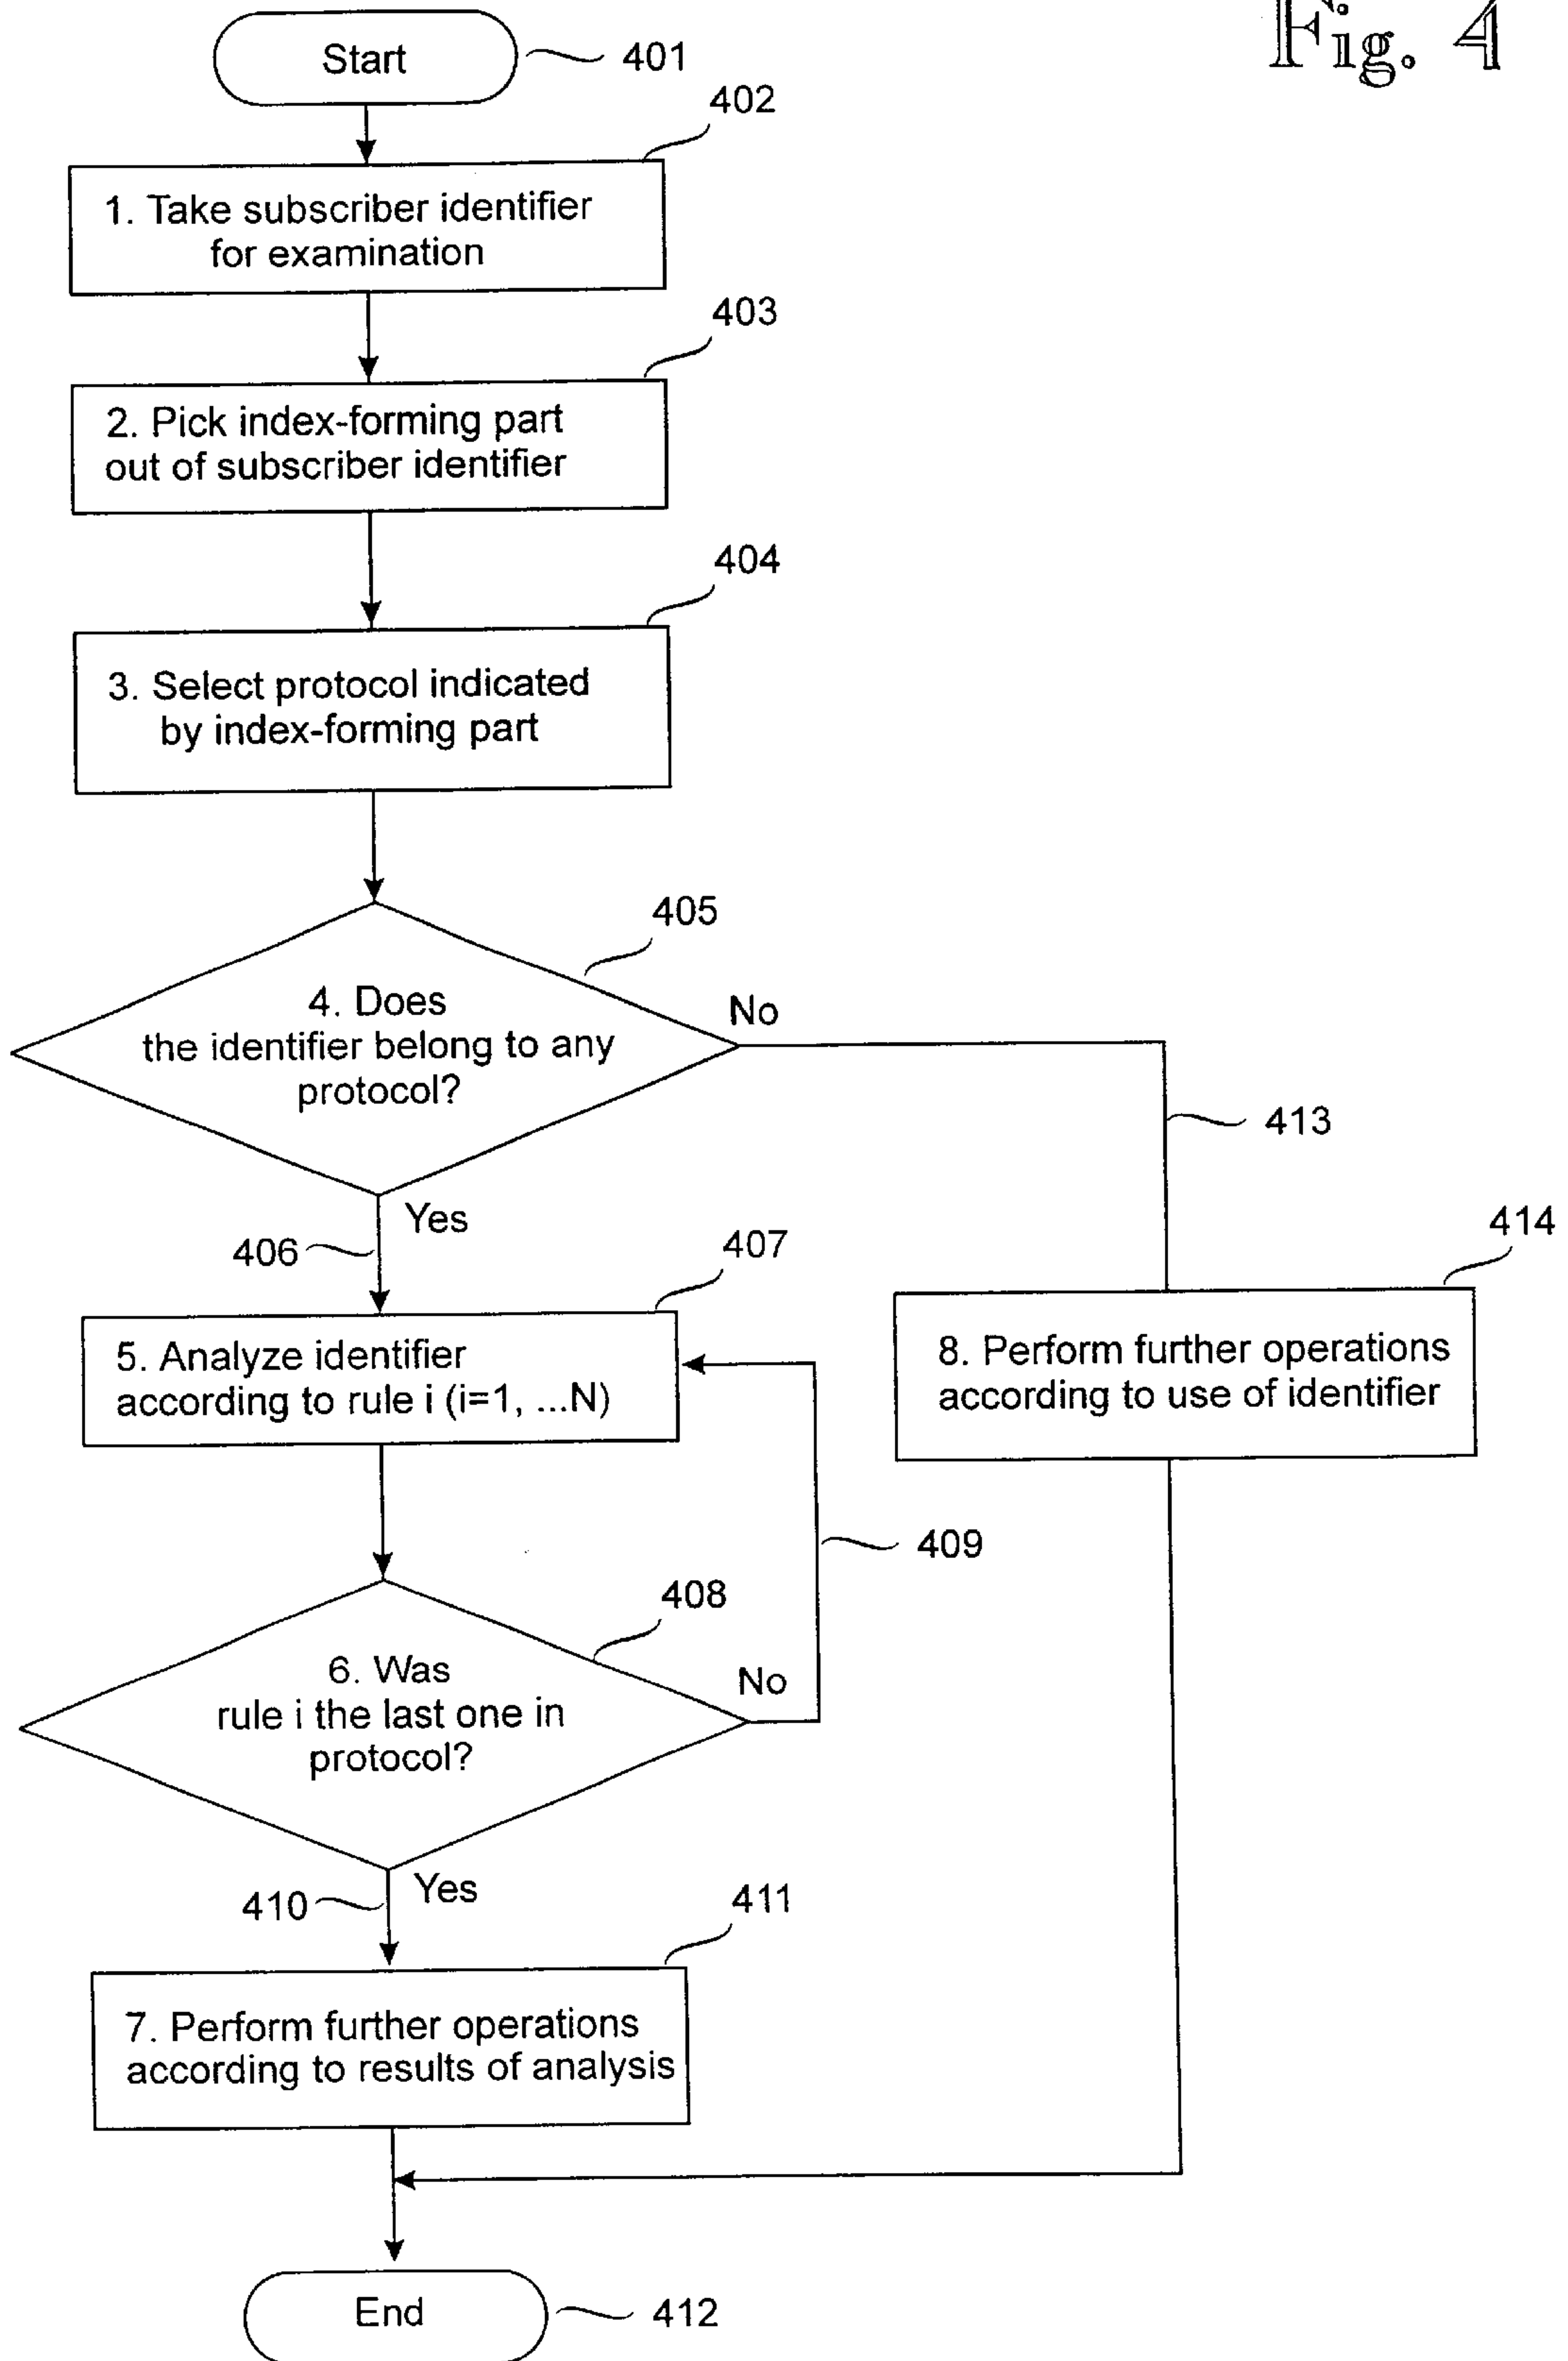 Fig. 4
Start
401
402
1. Take subscriber identifier
for examination
403
2. Pick index-forming part
out of subscriber identifier
404
3. Select protocol indicated
by index-forming part
405
4. Does
the identifier belong to any
protocol?
No
413
Yes
406
407
414
5. Analyze identifier
according to rule i (i=1, ...N)
8. Perform further operations
according to use of identifier
409
408
6. Was
rule i the last one in
protocol?
No
Yes
410
411
7. Perform further operations
according to results of analysis
End
412